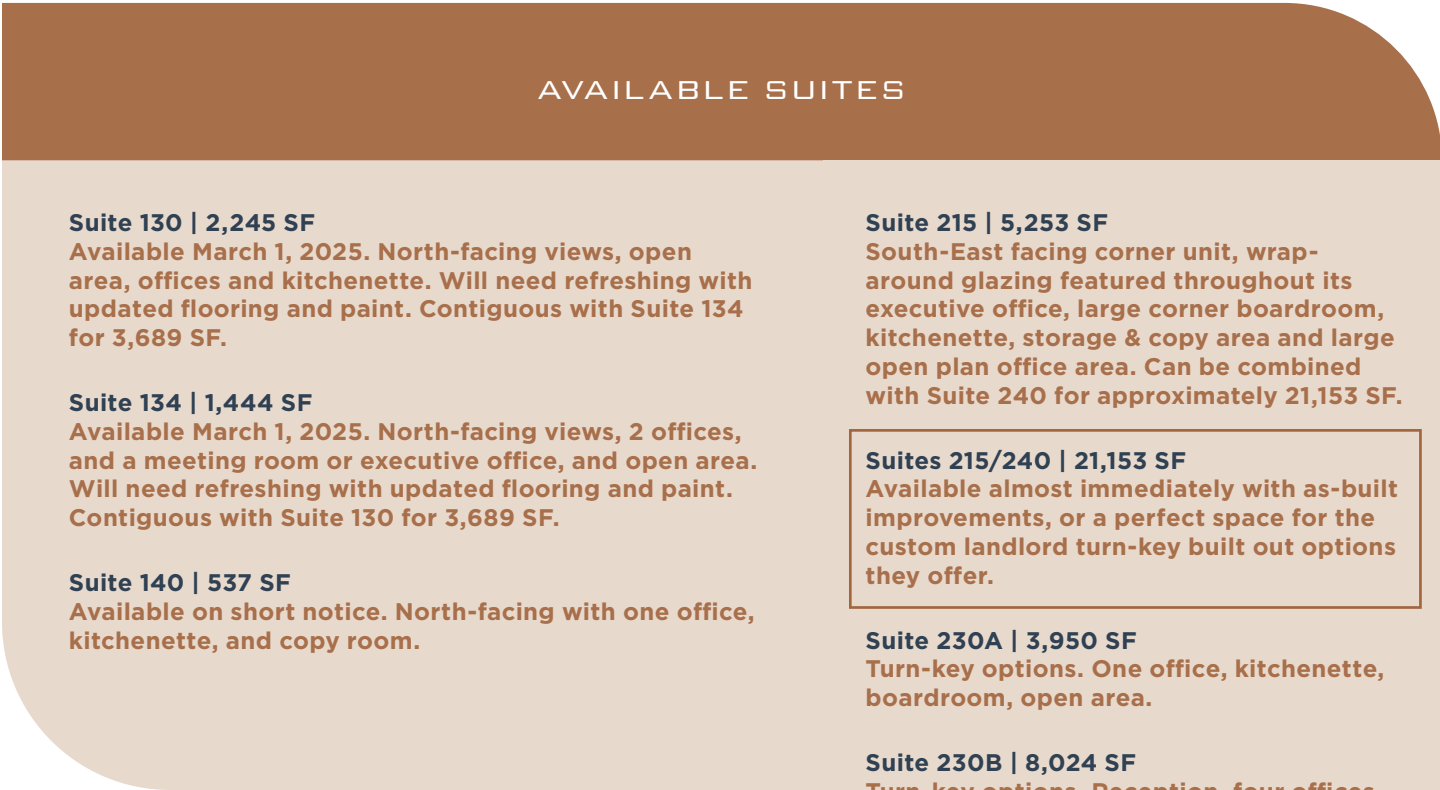 AVAILABLE SUITES
Suite 130 | 2,245 SF
Available March 1, 2025. North-facing views, open
area, offices and kitchenette. Will need refreshing with
updated flooring and paint. Contiguous with Suite 134
for 3,689 SF.
Suite 134 | 1,444 SF
Available March 1, 2025. North-facing views, 2 offices,
and a meeting room or executive office, and open area.
Will need refreshing with updated flooring and paint.
Contiguous with Suite 130 for 3,689 SF.
Suite 140 | 537 SF
Available on short notice. North-facing with one office,
kitchenette, and copy room.
Suite 215 | 5,253 SF
South-East facing corner unit, wrap-
around glazing featured throughout its
executive office, large corner boardroom,
kitchenette, storage & copy area and large
open plan office area. Can be combined
with Suite 240 for approximately 21,153 SF.
Suites 215/240 | 21,153 SF
Available almost immediately with as-built
improvements, or a perfect space for the
custom landlord turn-key built out options
they offer.
Suite 230A | 3,950 SF
Turn-key options. One office, kitchenette,
boardroom, open area.
Suite 230B | 8,024 SF
Turn-key options. Reception, four offices